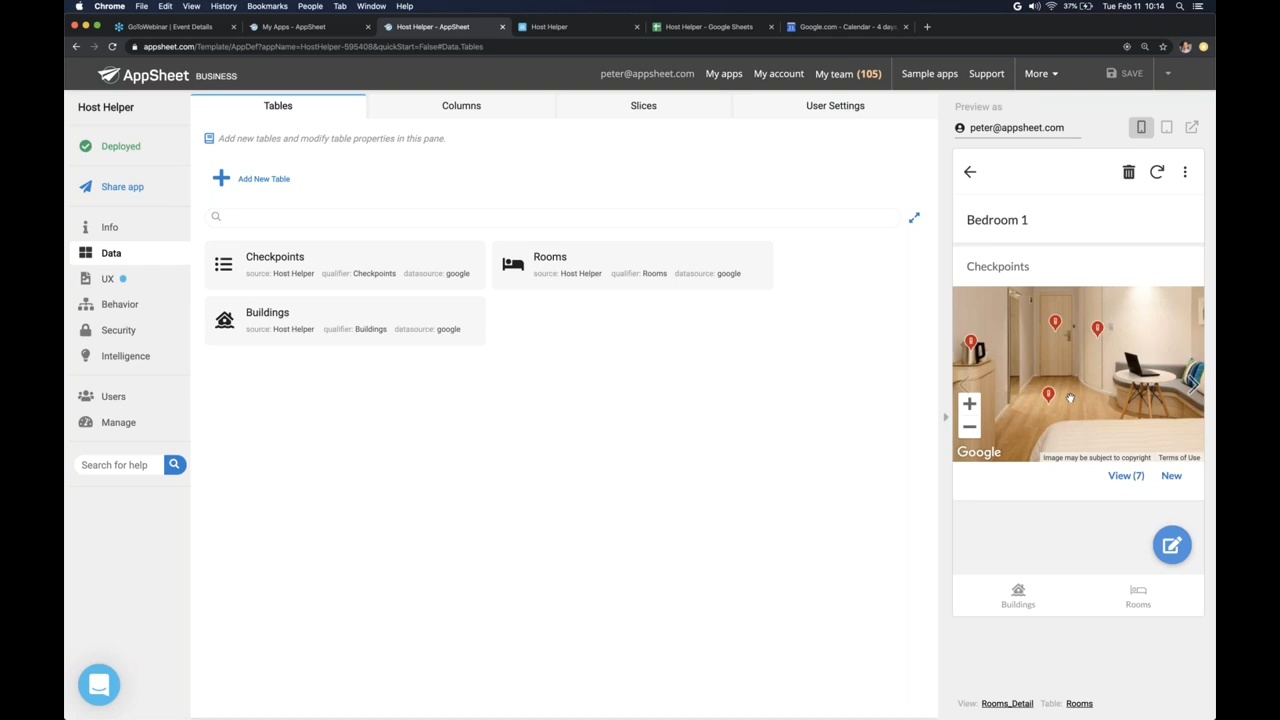 Chrome File Edit View History Bookmarks People Tab Window Help 37% Tue Feb 11 10:14
GoToWebinar | Event Details My Apps - AppSheet Host Helper - AppSheet Host Helper Host Helper - Google Sheets Google.com - Calendar - 4 day
appsheet.com/Template/AppDef?appName=HostHelper-595408&quickStart=False#Data.Tables
AppSheet BUSINESS peter@appsheet.com My apps My account My team (105) Sample apps Support More SAVE
Host Helper
Deployed
Share app
Info
Data
UX
Behavior
Security
Intelligence
Users
Manage
Search for help
Tables Columns Slices User Settings
Add new tables and modify table properties in this pane.
Add New Table
Checkpoints
source: Host Helper qualifier: Checkpoints datasource: google
Rooms
source: Host Helper qualifier: Rooms datasource: google
Buildings
source: Host Helper qualifier: Buildings datasource: google
Preview as
peter@appsheet.com
Bedroom 1
Checkpoints
Google Image may be subject to copyright Terms of Use
View (7) New
Buildings Rooms
View: Rooms_Detail Table: Rooms